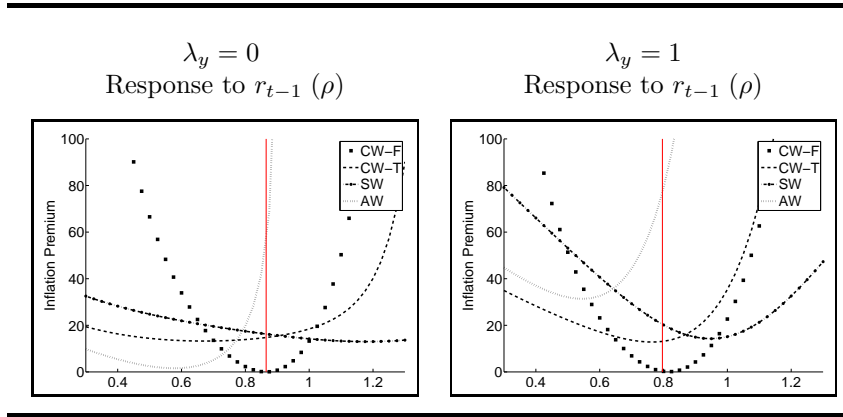 λ_y = 0
Response to r_{t−1} (ρ)
100
80
60
40
20
0
Inflation Premium
0.4 0.6 0.8 1 1.2
CW−F
CW−T
SW
AW
λ_y = 1
Response to r_{t−1} (ρ)
100
80
60
40
20
0
Inflation Premium
0.4 0.6 0.8 1 1.2
CW−F
CW−T
SW
AW